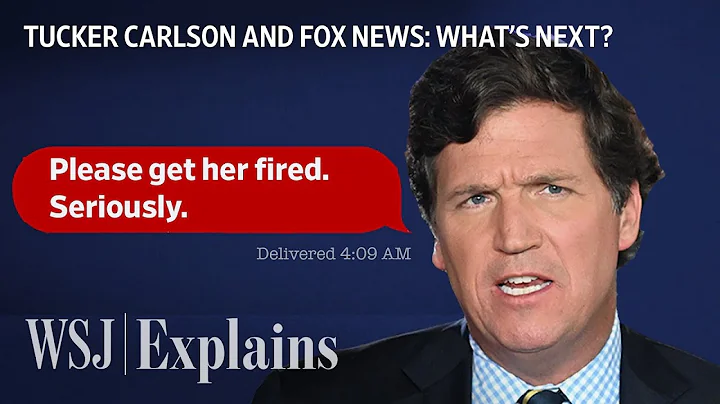 TUCKER CARLSON AND FOX NEWS: WHAT'S NEXT?
Please get her fired.
Seriously.
Delivered 4:09 AM
WSJ Explains